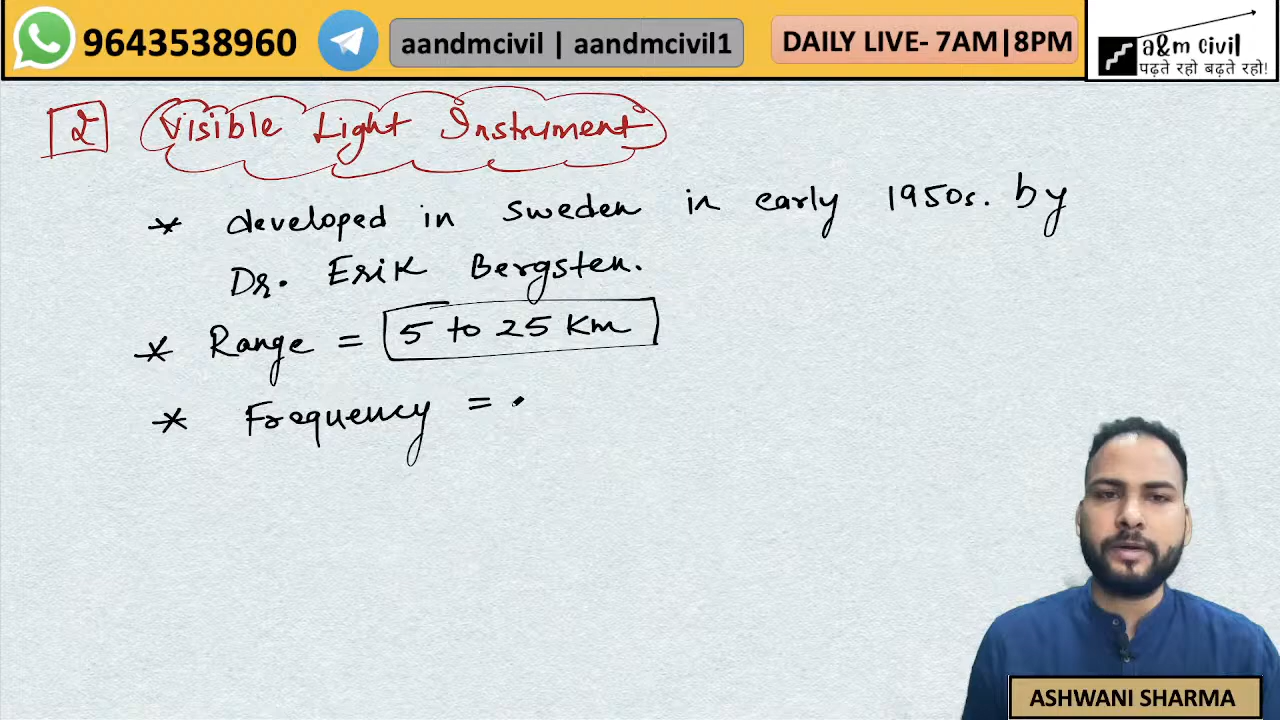 9643538960
aandmcivil | aandmcivil1
DAILY LIVE- 7AM|8PM
a&m civil
पढ़ते रहो बढ़ते रहो!
2 Visible Light Instrument
* developed in Sweden in early 1950s. by
Dr. Erik Bergsten.
* Range = 5 to 25 Km
* Frequency =
ASHWANI SHARMA